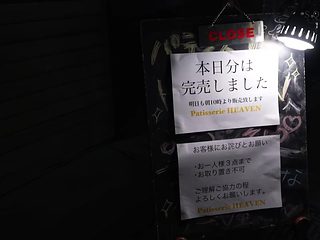 CLOSE
本日分は
完売しました
明日も朝10時より販売致します
Patisserie HEAVEN
お客様にお詫びとお願い
・お一人様3点まで
・お取り置き不可
ご理解ご協力の程
よろしくお願いします。
Patisserie HEAVEN